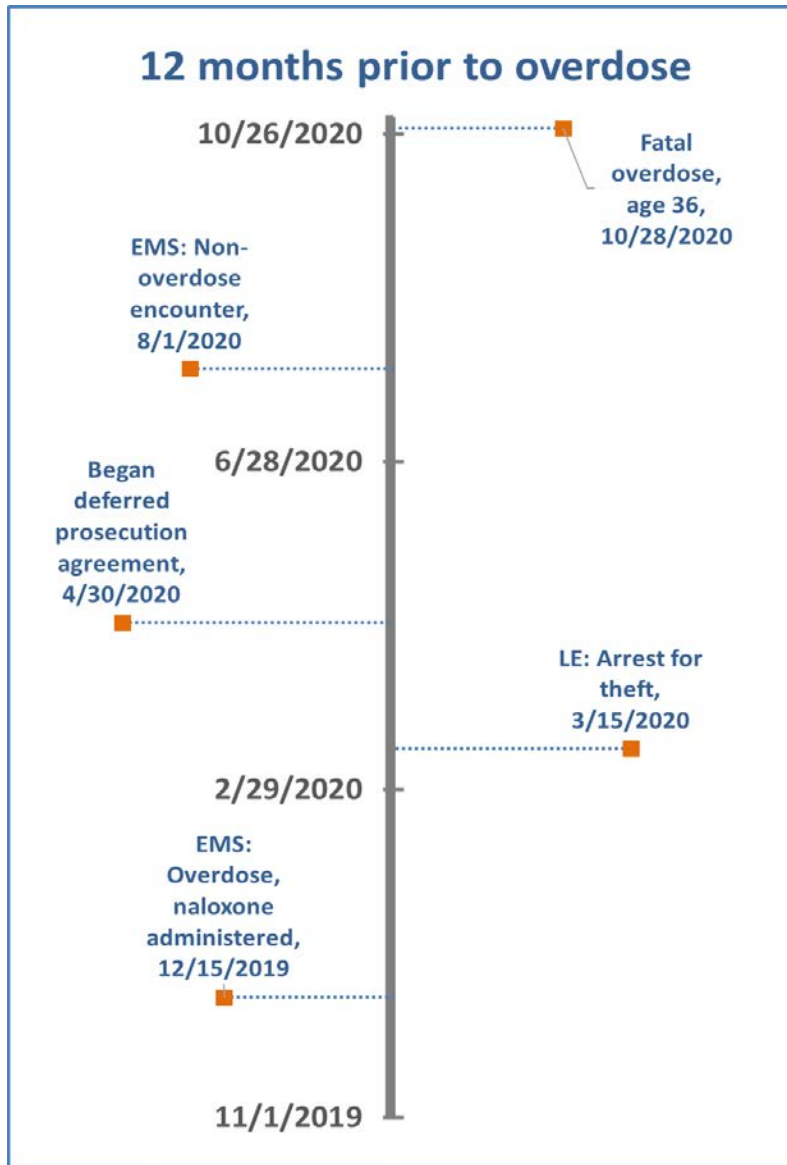 12 months prior to overdose
10/26/2020
Fatal
overdose,
age 36,
10/28/2020
EMS: Non-
overdose
encounter,
8/1/2020
6/28/2020
Began
deferred
prosecution
agreement,
4/30/2020
LE: Arrest for
theft,
3/15/2020
2/29/2020
EMS:
Overdose,
naloxone
administered,
12/15/2019
11/1/2019